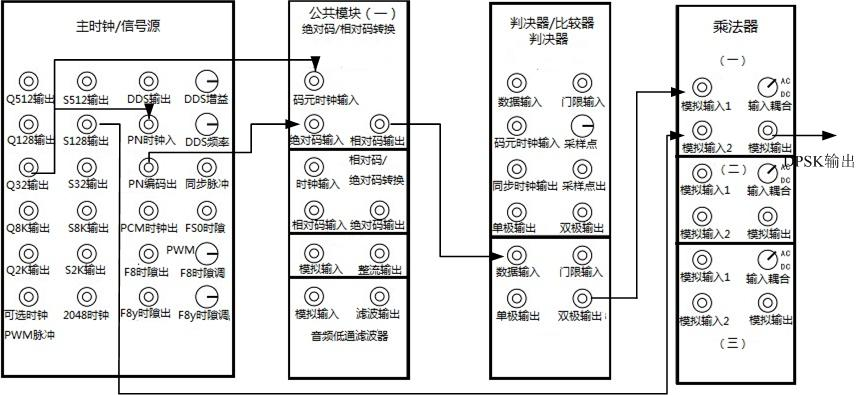 主时钟/信号源
Q512输出 S512输出 DDS输出 DDS增益
Q128输出 S128输出 PN时钟入 DDS频率
Q32输出 S32输出 PN编码出 同步脉冲
Q8K输出 S8K输出 PCM时钟出 FS0时隙
PWM
Q2K输出 S2K输出 F8时隙出 F8时隙调
可选时钟 2048时钟 F8y时隙出 F8y时隙调
PWM脉冲
公共模块（一）
绝对码/相对码转换
码元时钟输入
绝对码输入 相对码输出
相对码/
时钟输入 绝对码转换
相对码输入 绝对码输出
模拟输入 整流输出
模拟输入 滤波输出
音频低通滤波器
判决器/比较器
判决器
数据输入 门限输入
码元时钟输入 采样点
同步时钟输出 采样点出
单极输出 双极输出
数据输入 门限输入
单极输出 双极输出
乘法器
（一）
AC
DC
模拟输入1 输入耦合
模拟输入2 模拟输出
DPSK输出
（二）
AC
DC
模拟输入1 输入耦合
模拟输入2 模拟输出
AC
DC
模拟输入1 输入耦合
模拟输入2 模拟输出
（三）